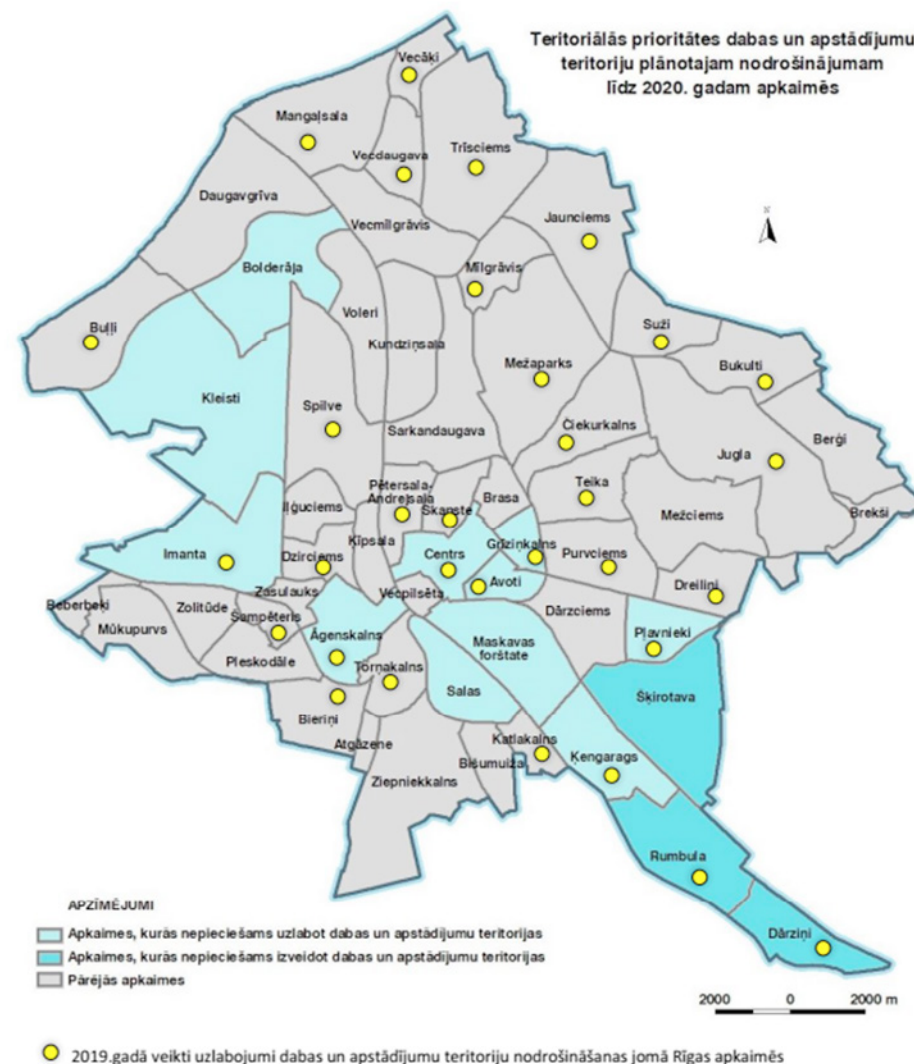 Teritoriālās prioritātes dabas un apstādījumu
teritoriju plānotajam nodrošinājumam
līdz 2020. gadam apkaimēs
Vecāķi
Mangaļsala
Vecdaugava
Trīsciems
Daugavgrīva
Vecmīlgrāvis
Jaunciems
Bolderāja
Mīlgrāvis
Voleri
Buļļi
Kundziņsala
Suži
Mežaparks
Bukulti
Kleisti
Spilve
Čiekurkalns
Sarkandaugava
Berģi
Jugla
Pētersala-
Andrejsala
Skanste
Brasa
Teika
Iļģuciems
Mežciems
Brekši
Ķīpsala
Imanta
Dzirciems
Centrs
Grīziņkalns
Purvciems
Avoti
Dreiliņi
Zasulauks
Vecpilsēta
Beberbeķi
Zolitūde
Dārzciems
Mūkupurvs
Šampēteris
Āgenskalns
Maskavas
forštate
Pļavnieki
Pleskodāle
Torņakalns
Salas
Šķirotava
Bieriņi
Atgāzene
Katlakalns
Ķengarags
Ziepniekkalns
Bišumuiža
Rumbula
Dārziņi
APZĪMĒJUMI
Apkaimes, kurās nepieciešams uzlabot dabas un apstādījumu teritorijas
Apkaimes, kurās nepieciešams izveidot dabas un apstādījumu teritorijas
Pārējās apkaimes
2000 0 2000 m
2019.gadā veikti uzlabojumi dabas un apstādījumu teritoriju nodrošināšanas jomā Rīgas apkaimēs